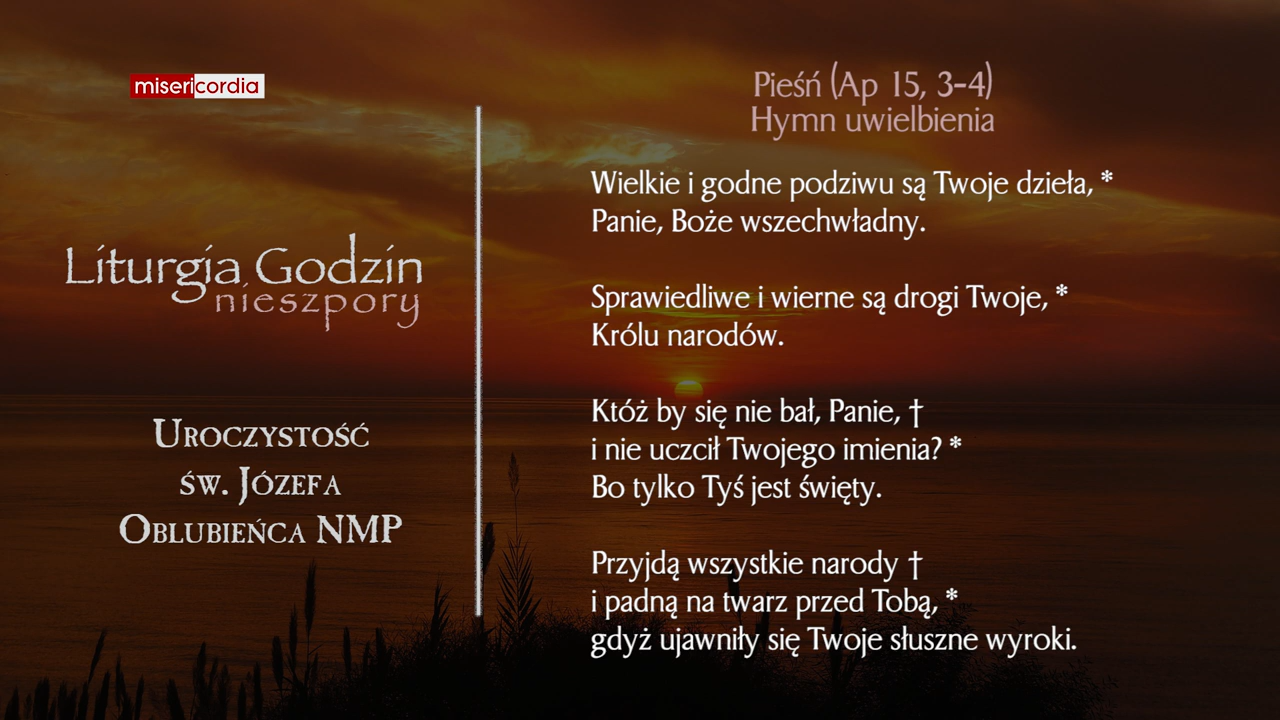 misericordia
Liturgia Godzin
nieszpory
Uroczystość
św. Józefa
Oblubieńca NMP
Pieśń (Ap 15, 3-4)
Hymn uwielbienia
Wielkie i godne podziwu są Twoje dzieła, *
Panie, Boże wszechwładny.
Sprawiedliwe i wierne są drogi Twoje, *
Królu narodów.
Któż by się nie bał, Panie, †
i nie uczcił Twojego imienia? *
Bo tylko Tyś jest święty.
Przyjdą wszystkie narody †
i padną na twarz przed Tobą, *
gdyż ujawniły się Twoje słuszne wyroki.